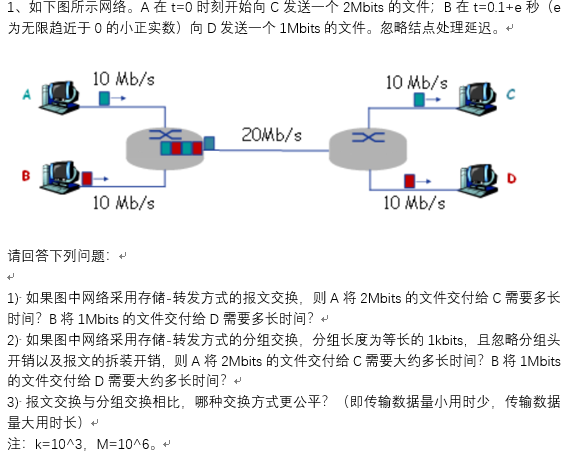 1、如下图所示网络。A 在 t=0 时刻开始向 C 发送一个 2Mbits 的文件；B 在 t=0.1+e 秒（e
为无限趋近于 0 的小正实数）向 D 发送一个 1Mbits 的文件。忽略结点处理延迟。
10 Mb/s
10 Mb/s
A
C
20Mb/s
B
D
10 Mb/s
10 Mb/s
请回答下列问题：
1) 如果图中网络采用存储-转发方式的报文交换，则 A 将 2Mbits 的文件交付给 C 需要多长
时间？B 将 1Mbits 的文件交付给 D 需要多长时间？
2) 如果图中网络采用存储-转发方式的分组交换，分组长度为等长的 1kbits，且忽略分组头
开销以及报文的拆装开销，则 A 将 2Mbits 的文件交付给 C 需要大约多长时间？B 将 1Mbits
的文件交付给 D 需要大约多长时间？
3) 报文交换与分组交换相比，哪种交换方式更公平？（即传输数据量小用时少，传输数据
量大用时长）
注：k=10^3，M=10^6。